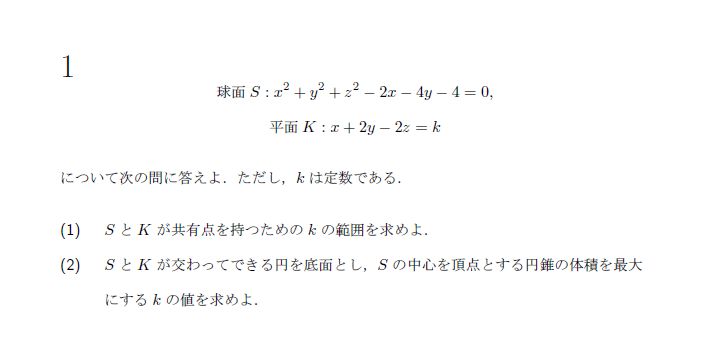 1
球面 S : x² + y² + z² − 2x − 4y − 4 = 0,
平面 K : x + 2y − 2z = k
について次の問に答えよ．ただし，k は定数である．
(1) S と K が共有点を持つための k の範囲を求めよ．
(2) S と K が交わってできる円を底面とし，S の中心を頂点とする円錐の体積を最大
にする k の値を求めよ．